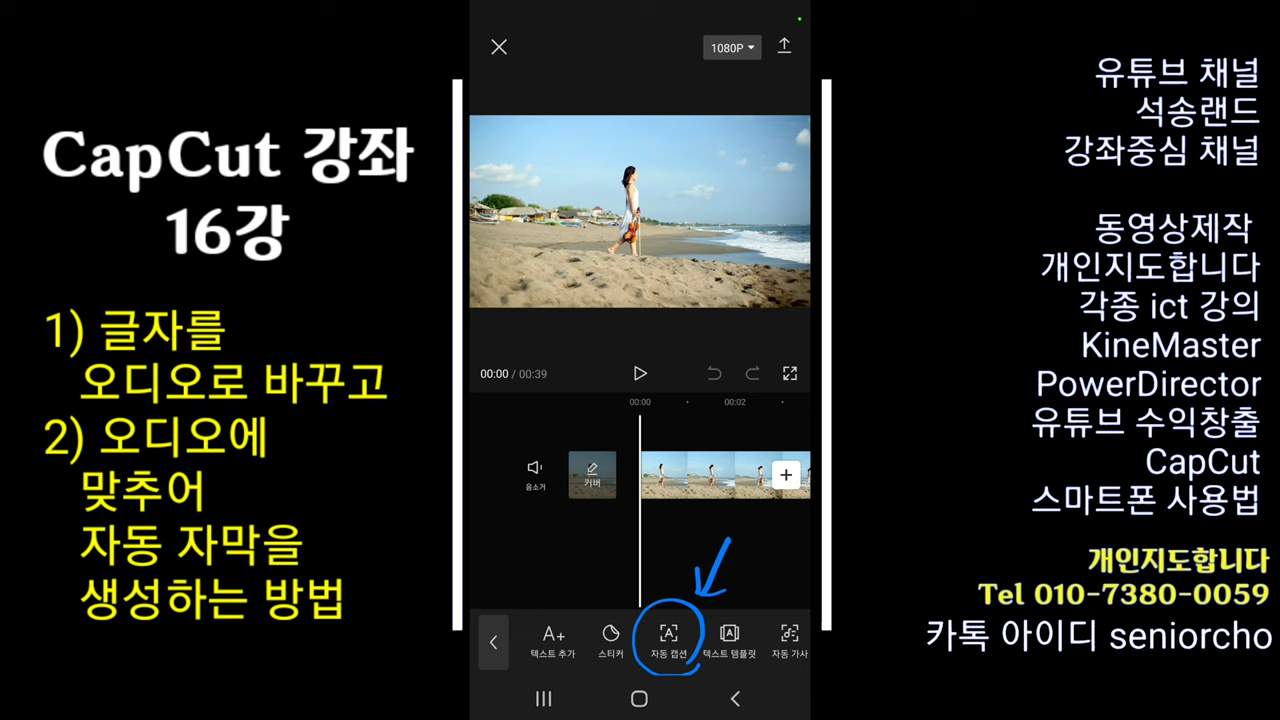 CapCut 강좌
16강
1) 글자를
오디오로 바꾸고
2) 오디오에
맞추어
자동 자막을
생성하는 방법
1080P
00:00 / 00:39
00:00
00:02
음소거
커버
텍스트 추가
스티커
자동 캡션
텍스트 템플릿
자동 가사
유튜브 채널
석송랜드
강좌중심 채널
동영상제작
개인지도합니다
각종 ict 강의
KineMaster
PowerDirector
유튜브 수익창출
CapCut
스마트폰 사용법
개인지도합니다
Tel 010-7380-0059
카톡 아이디 seniorcho